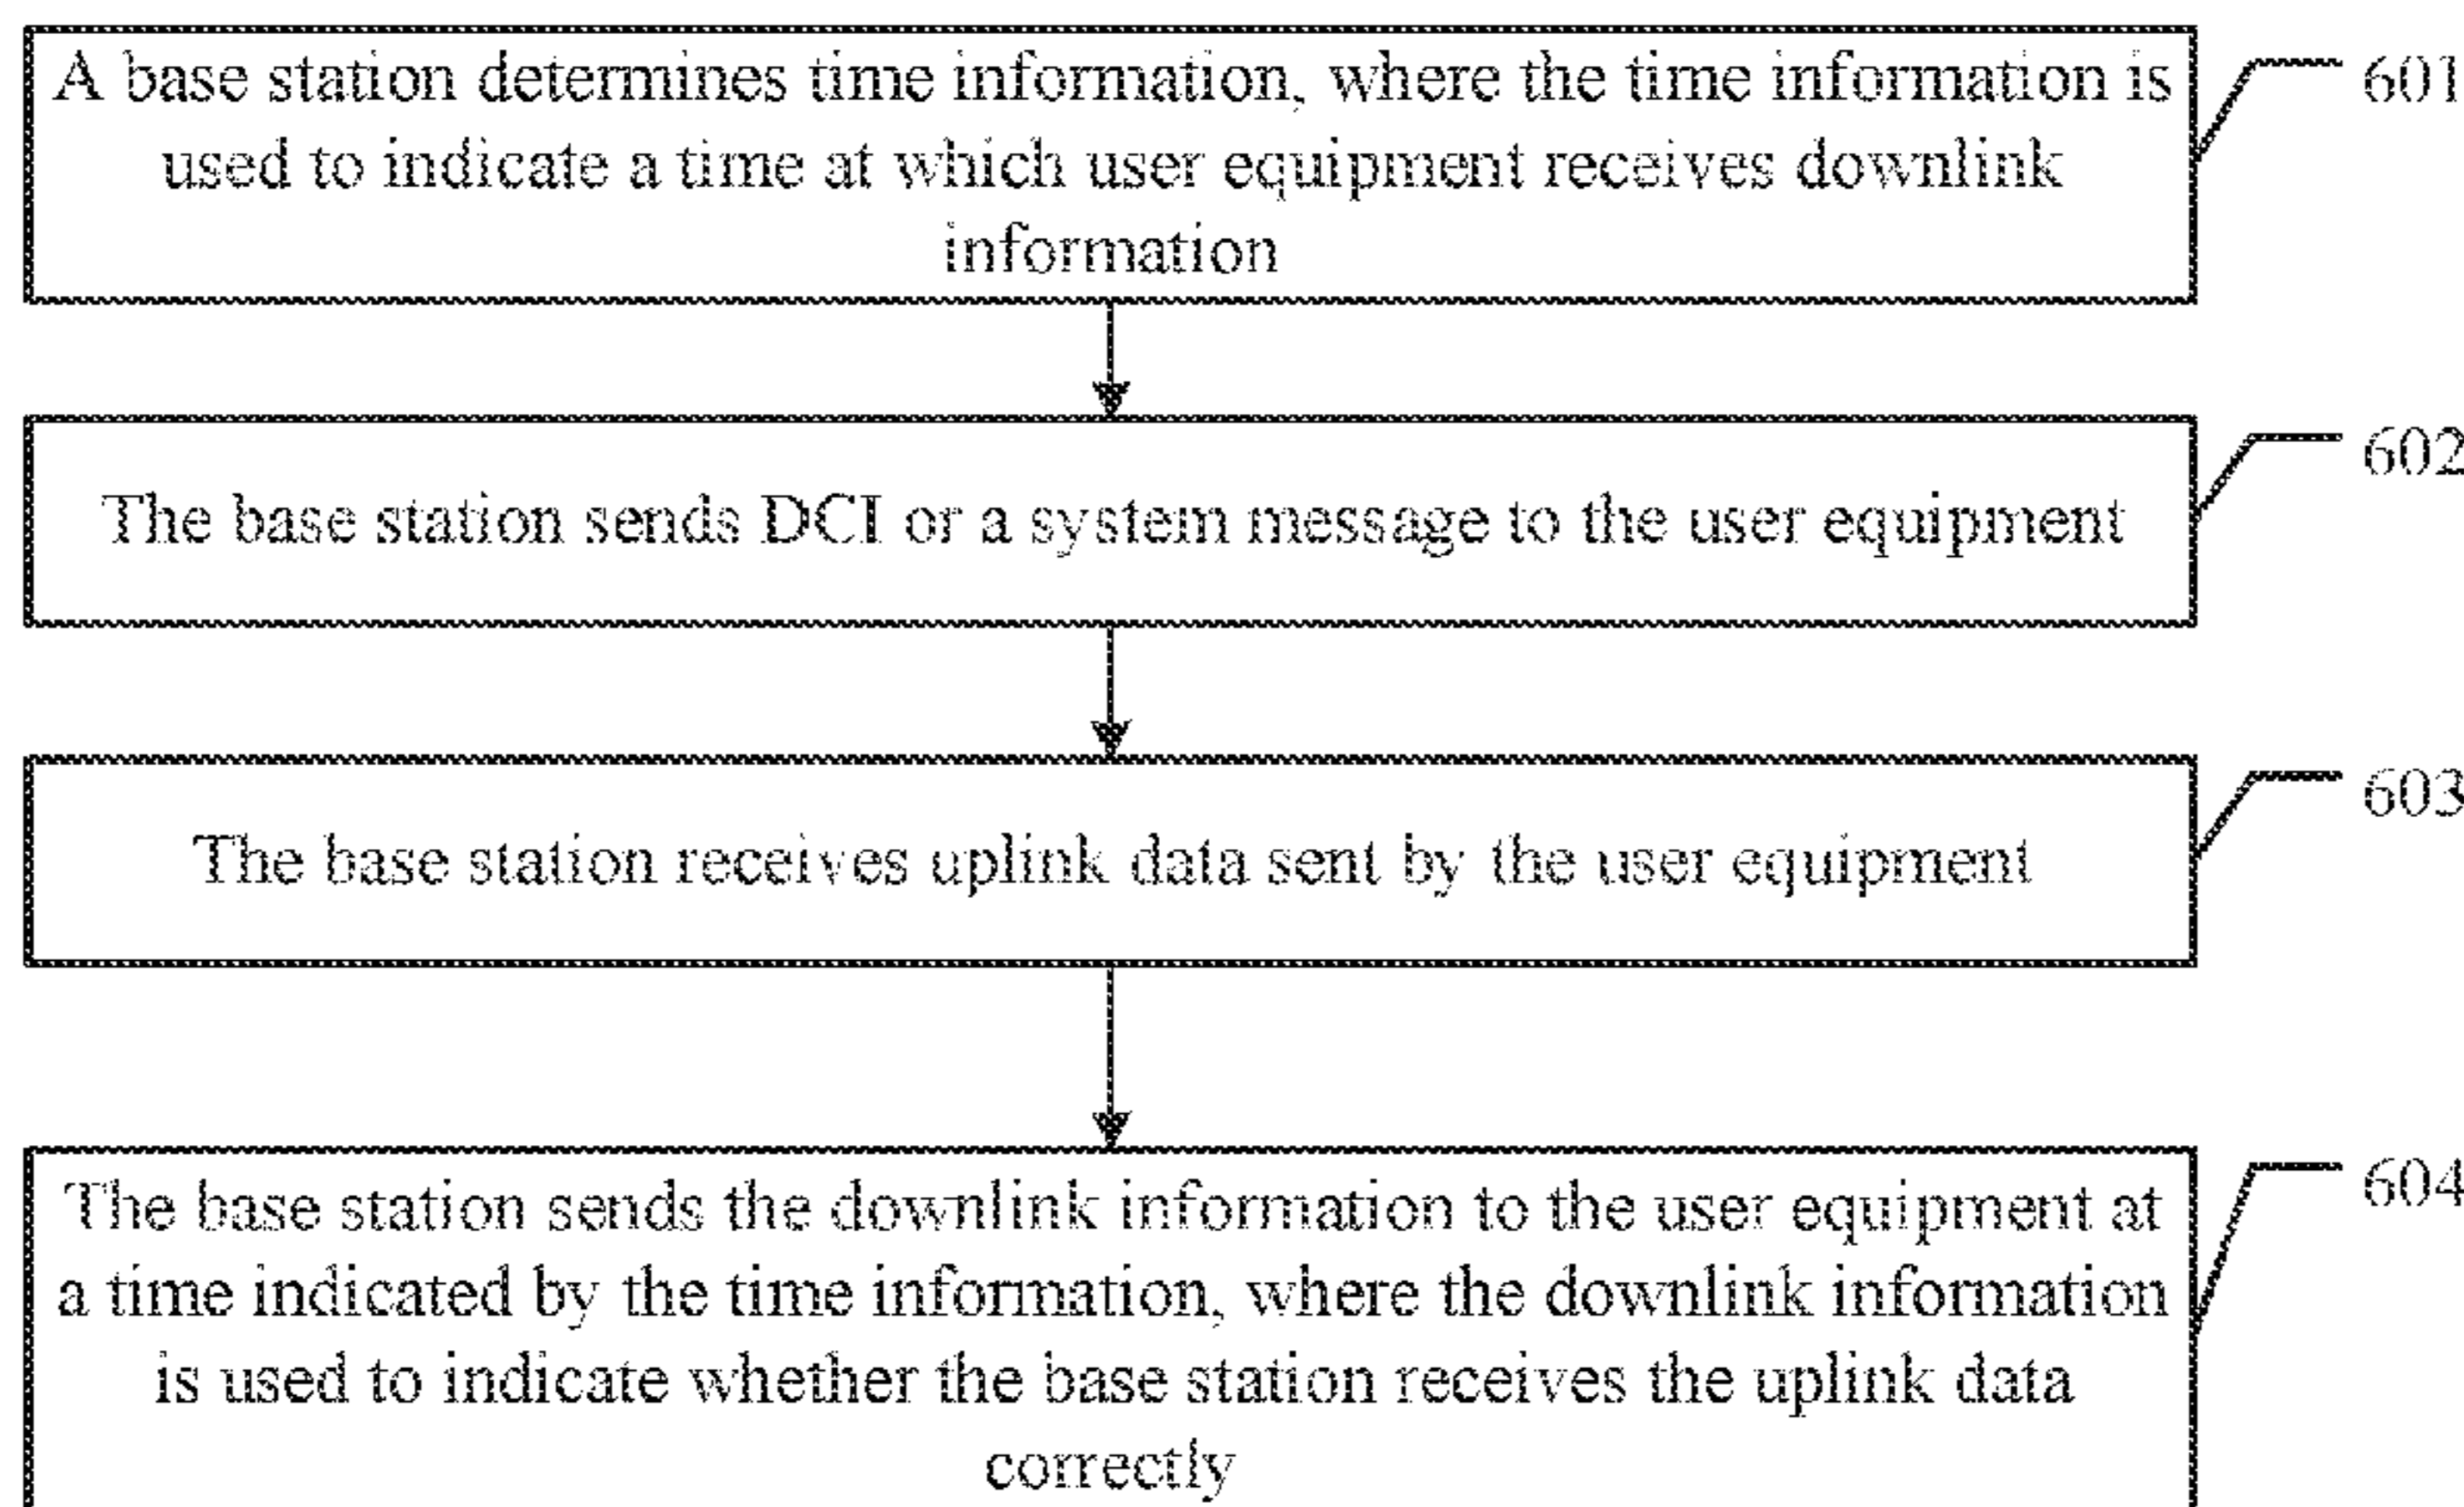 A base station determines time information, where the time information is
used to indicate a time at which user equipment receives downlink
information
601
The base station sends DCI or a system message to the user equipment
602
The base station receives uplink data sent by the user equipment
603
The base station sends the downlink information to the user equipment at
a time indicated by the time information, where the downlink information
is used to indicate whether the base station receives the uplink data
correctly
604